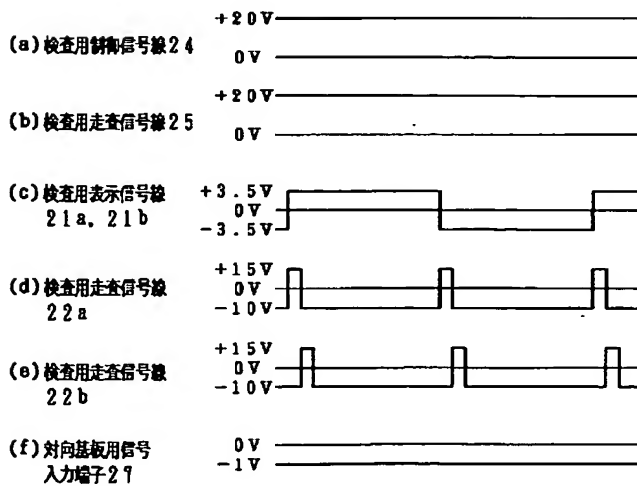 +20V
(a)検査用制御信号線24
0V
+20V
(b)検査用走査信号線25
0V
(c)検査用表示信号線
21a, 21b
+3.5V
0V
-3.5V
(d)検査用走査信号線
22a
+15V
0V
-10V
(e)検査用走査信号線
22b
+15V
0V
-10V
(f)対向基板用信号
入力端子27
0V
-1V